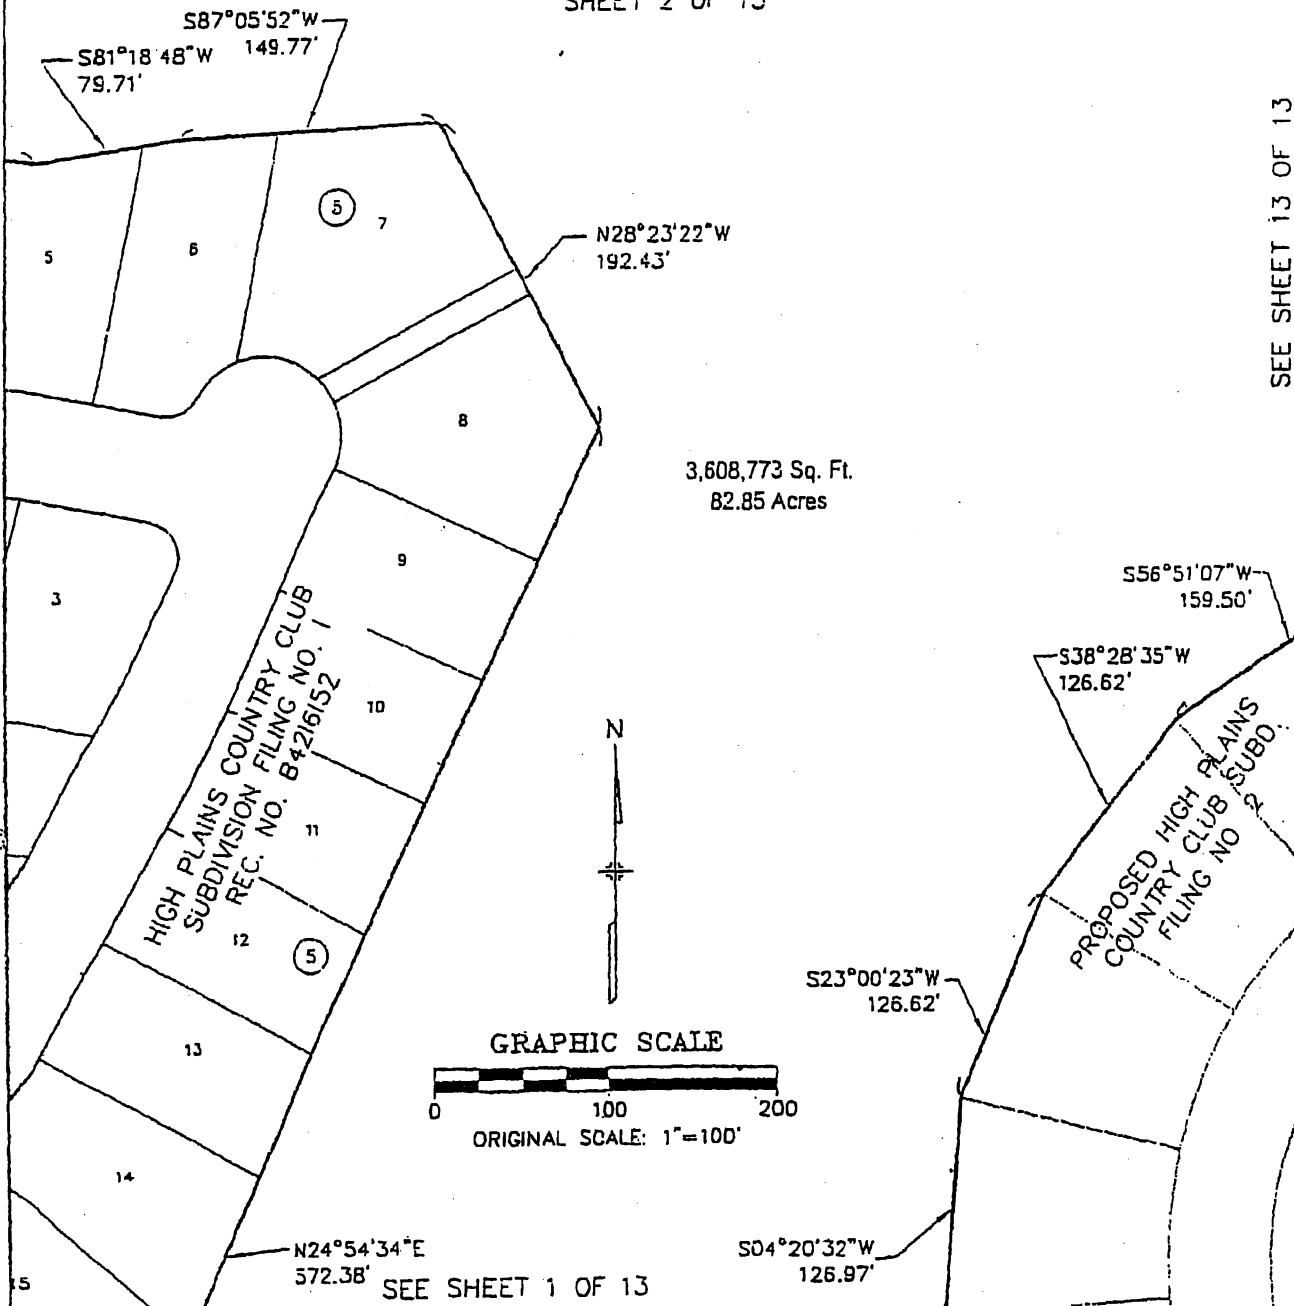 SHEET 2 OF 13
S87°05'52"W
149.77'
S81°18'48"W
79.71'
SEE SHEET 13 OF 13
5
7
N28°23'22"W
192.43'
5
6
8
3,608,773 Sq. Ft.
82.85 Acres
9
S56°51'07"W
159.50'
3
S38°28'35"W
126.62'
HIGH PLAINS COUNTRY CLUB
SUBDIVISION FILING NO. 1
REC. NO. B4216152
10
N
PROPOSED HIGH PLAINS
COUNTRY CLUB SUBD.
FILING NO 2
11
12
5
S23°00'23"W
126.62'
13
GRAPHIC SCALE
0 100 200
ORIGINAL SCALE: 1"=100'
14
N24°54'34"E
572.38'
S04°20'32"W
126.97'
15
SEE SHEET 1 OF 13